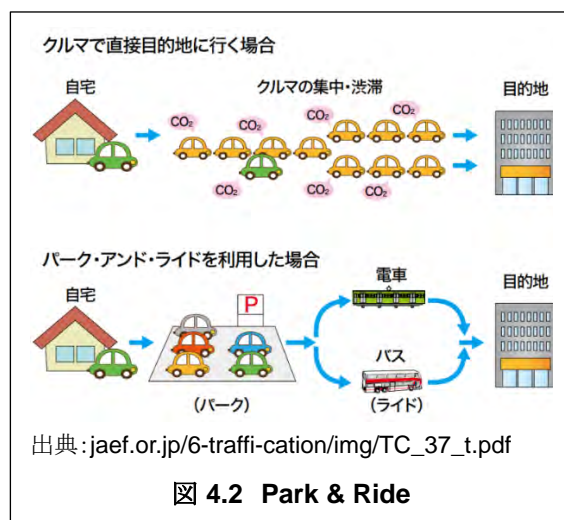 クルマで直接目的地に行く場合
自宅
クルマの集中・渋滞
目的地
CO₂
CO₂
CO₂
CO₂
CO₂
CO₂
CO₂
パーク・アンド・ライドを利用した場合
自宅
P
電車
目的地
バス
(パーク)
(ライド)
出典:jaef.or.jp/6-traffi-cation/img/TC_37_t.pdf
図 4.2 Park & Ride